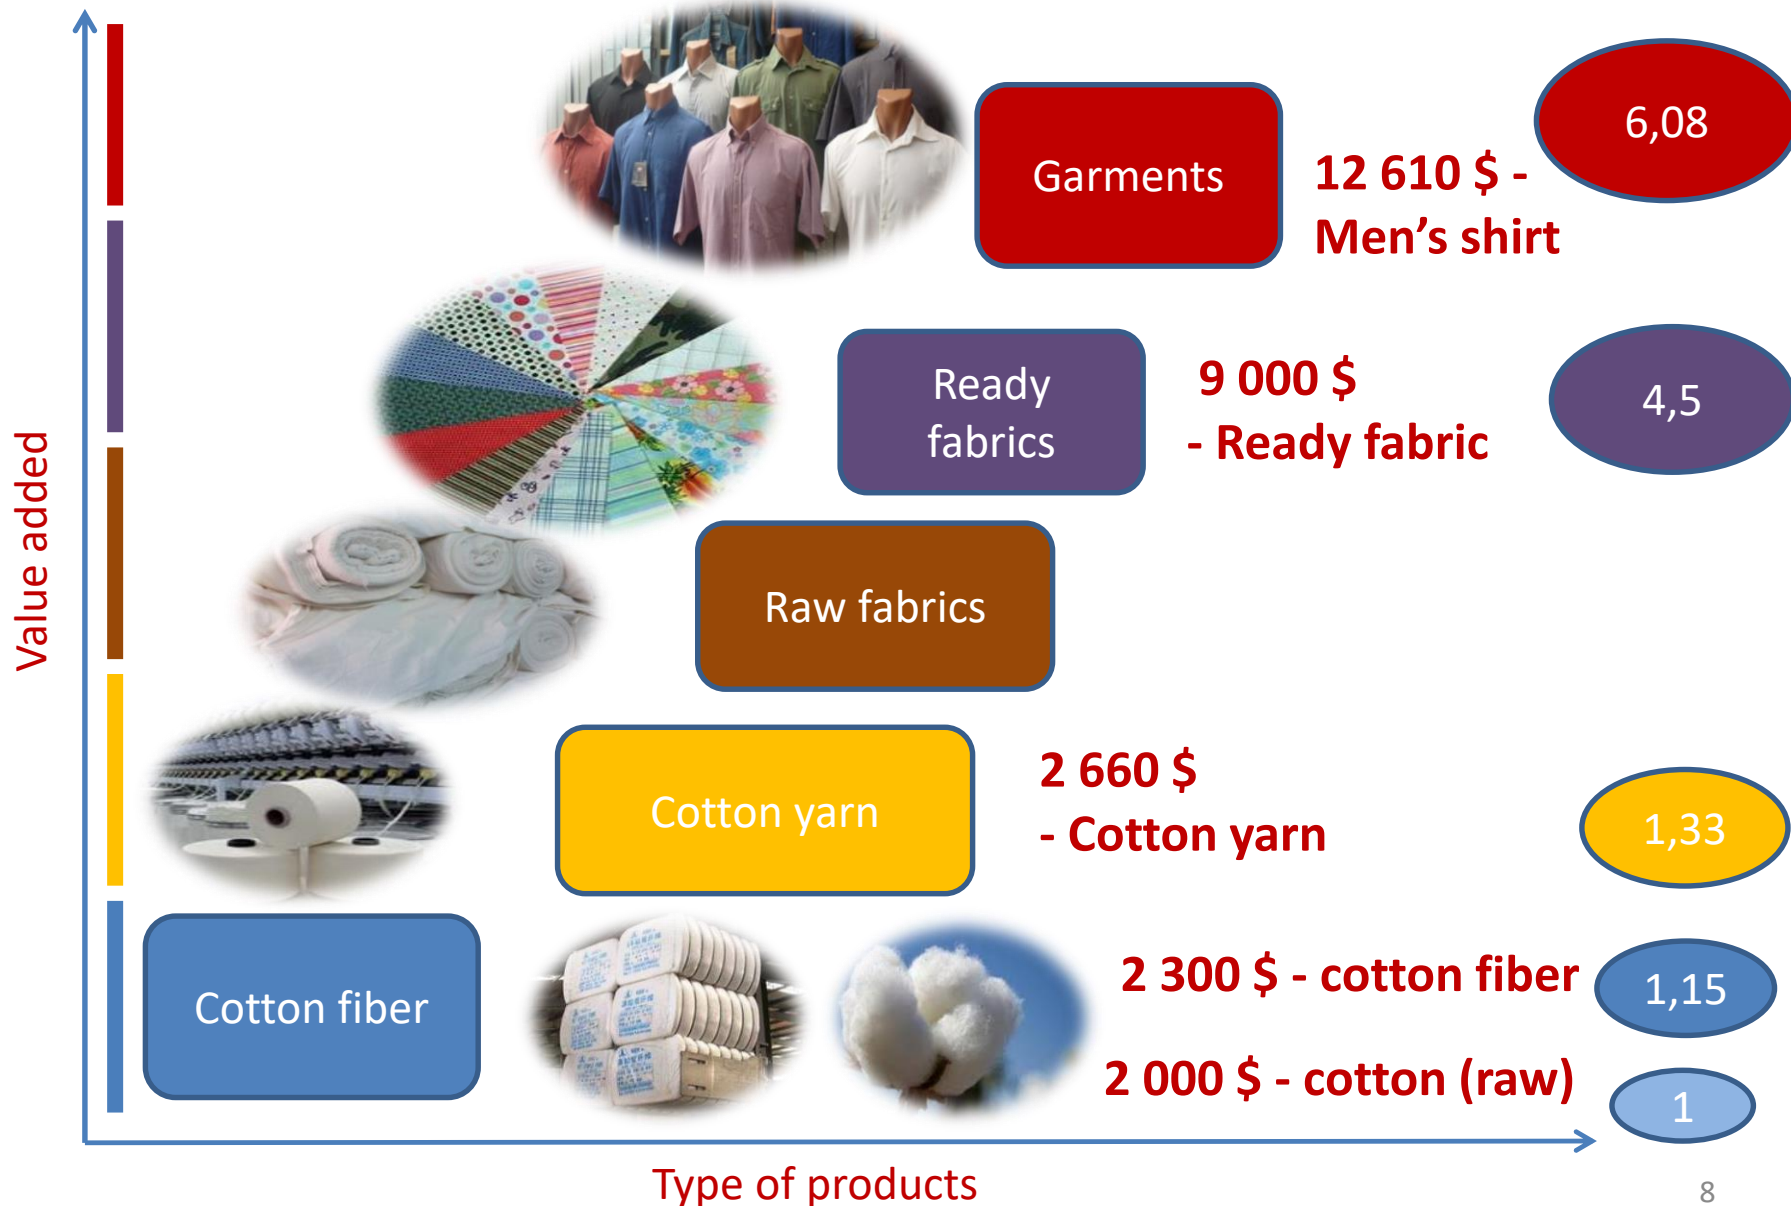 Value added
Garments
12 610 $ -
Men’s shirt
6,08
Ready
fabrics
9 000 $
- Ready fabric
4,5
Raw fabrics
Cotton yarn
2 660 $
- Cotton yarn
1,33
Cotton fiber
2 300 $ - cotton fiber
1,15
2 000 $ - cotton (raw)
1
Type of products
8